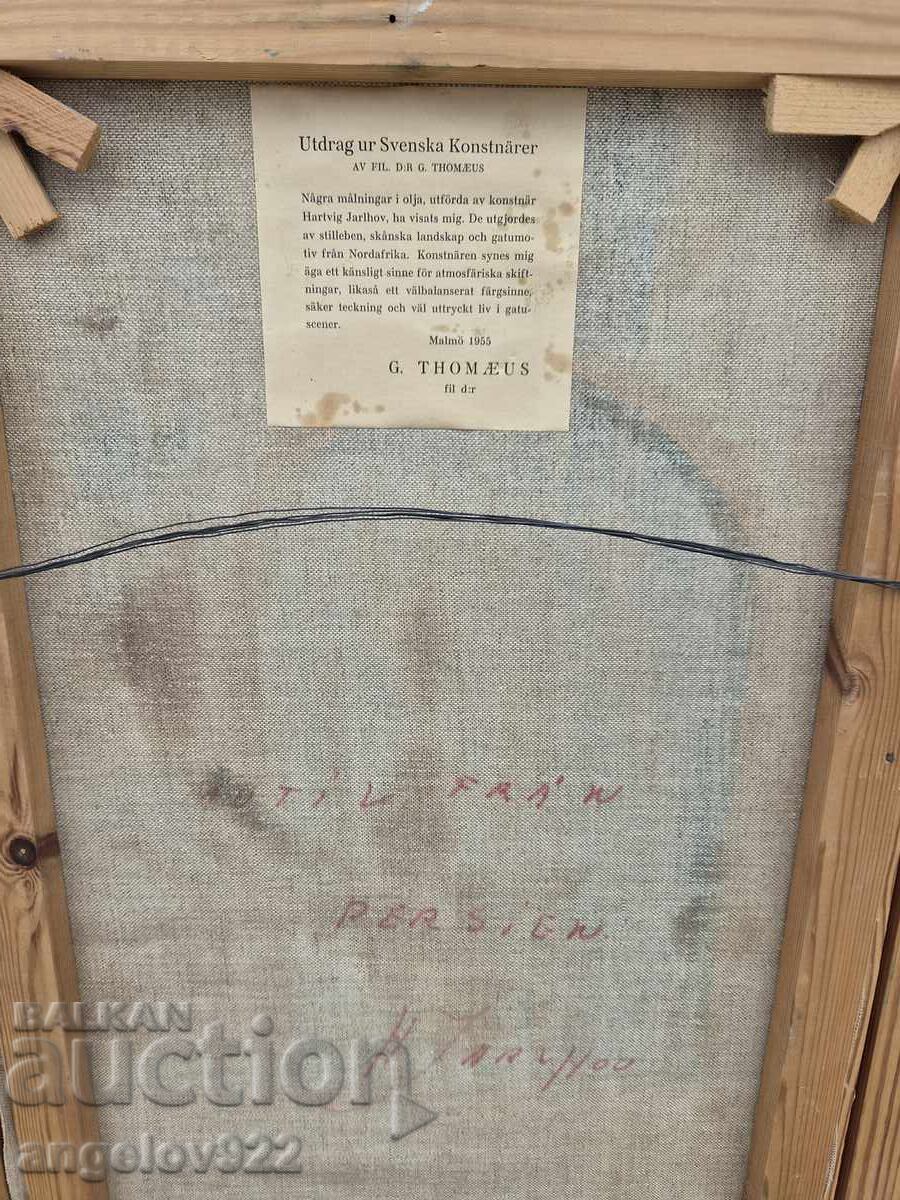 Utdrag ur Svenska Konstnärer
AV FIL. D:R G. THOMÆUS
Några målningar i olja, utförda av konstnär
Hartvig Jarlhov, ha visats mig. De utgjordes
av stilleben, skånska landskap och gatumo-
tiv från Nordafrika. Konstnären synes mig
äga ett känsligt sinne för atmosfäriska skift-
ningar, likaså ett välbalanserat färgsinne,
säker teckning och väl uttryckt liv i gatu-
scener.
Malmö 1955
G. THOMÆUS
fil d:r
MOTIV FRÅN
PERSIEN
H Jarlhov
BALKAN
auction
angelov922